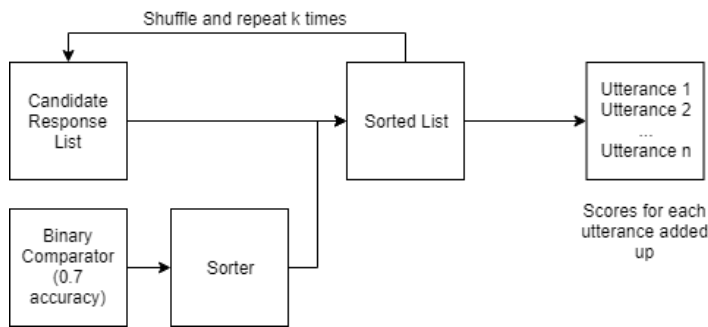 Shuffle and repeat k times
Candidate
Response
List
Sorted List
Utterance 1
Utterance 2
...
Utterance n
Scores for each
utterance added
up
Binary
Comparator
(0.7
accuracy)
Sorter